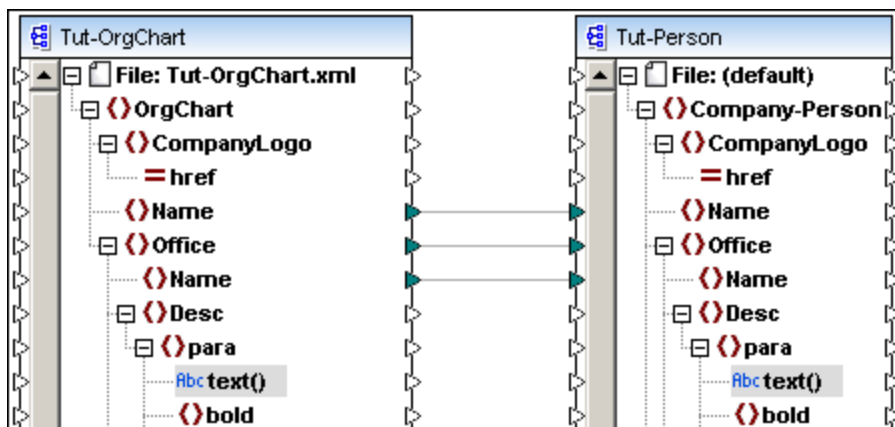 Tut-OrgChart
File: Tut-OrgChart.xml
OrgChart
CompanyLogo
href
Name
Office
Name
Desc
para
Abc text()
bold
Tut-Person
File: (default)
Company-Person
CompanyLogo
href
Name
Office
Name
Desc
para
Abc text()
bold